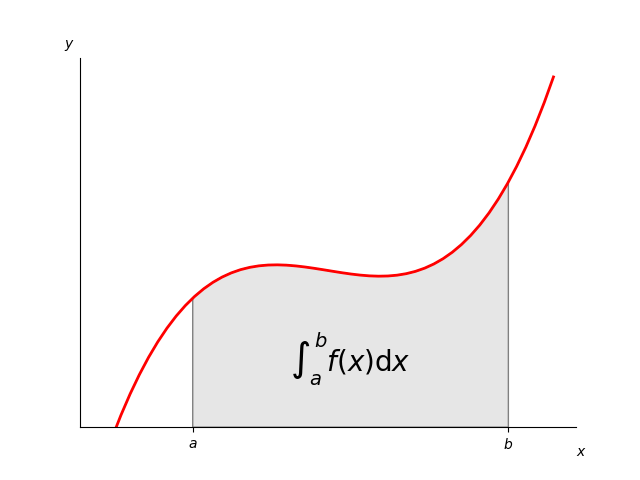 y
∫_a^b f(x)dx
a
b
x